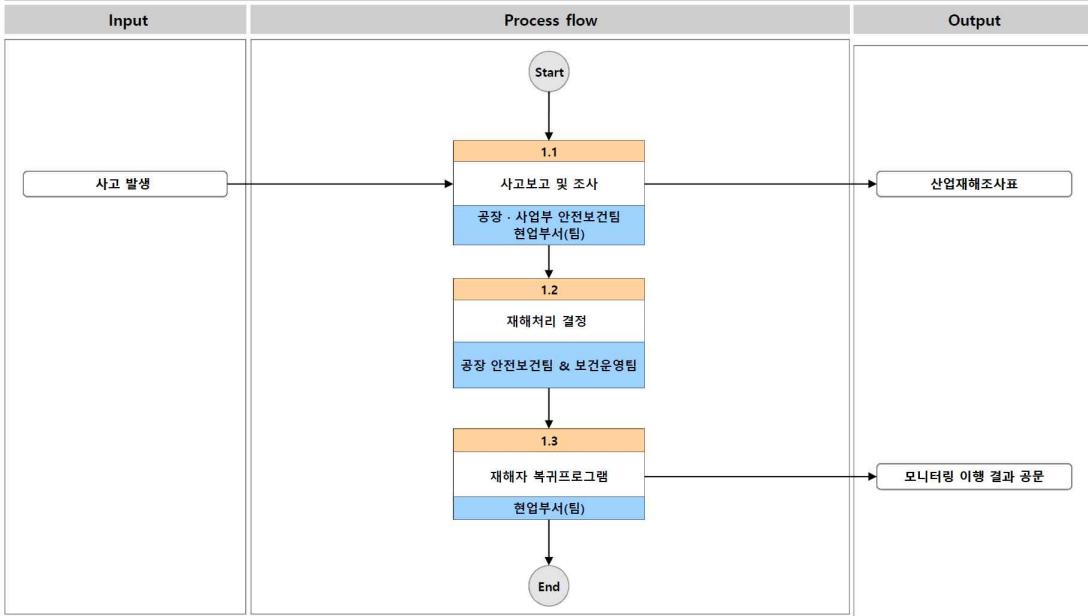 Input
Process flow
Output
Start
1.1
사고 발생
사고보고 및 조사
산업재해조사표
공장 · 사업부 안전보건팀
현업부서(팀)
1.2
재해처리 결정
공장 안전보건팀 & 보건운영팀
1.3
재해자 복귀프로그램
모니터링 이행 결과 공문
현업부서(팀)
End